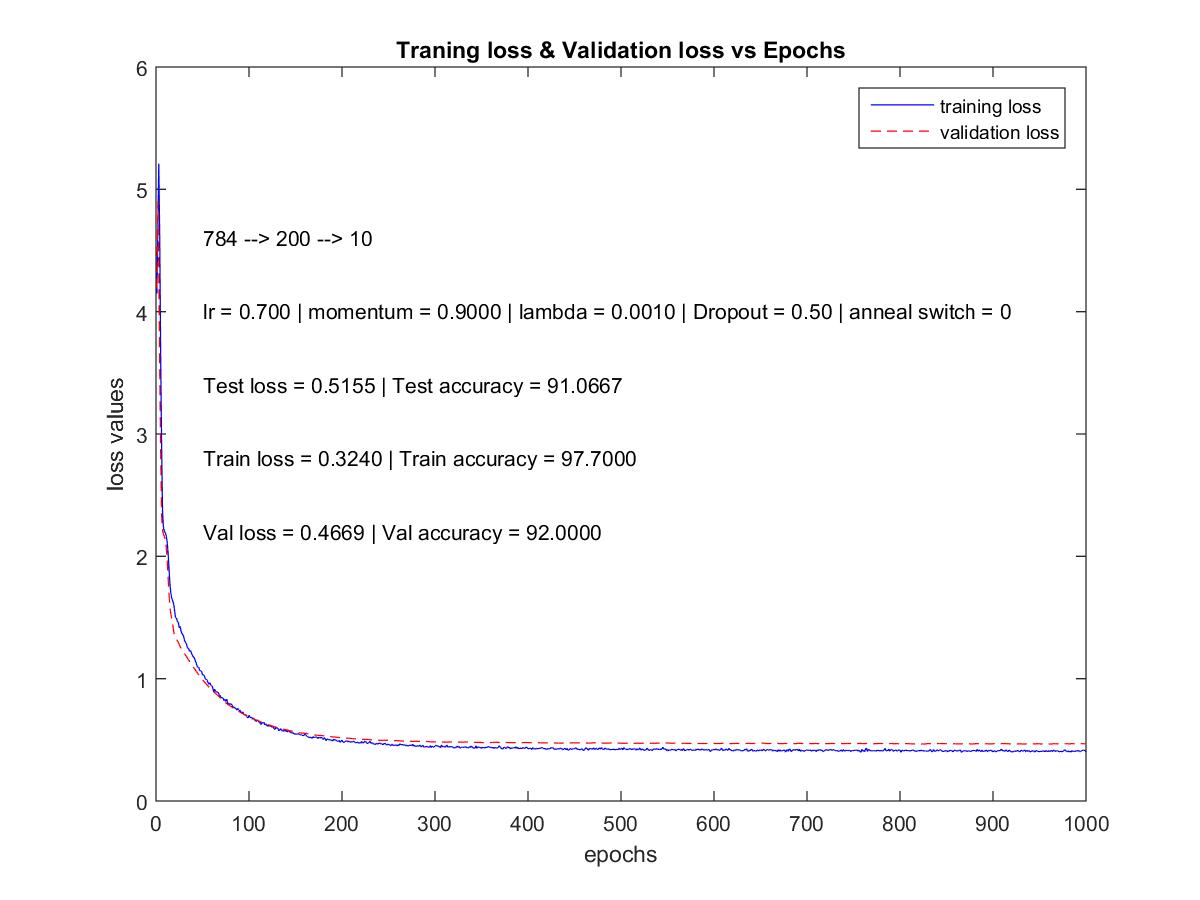 Traning loss & Validation loss vs Epochs
training loss
validation loss
784 --> 200 --> 10
lr = 0.700 | momentum = 0.9000 | lambda = 0.0010 | Dropout = 0.50 | anneal switch = 0
Test loss = 0.5155 | Test accuracy = 91.0667
Train loss = 0.3240 | Train accuracy = 97.7000
Val loss = 0.4669 | Val accuracy = 92.0000
loss values
6
5
4
3
2
1
0
0 100 200 300 400 500 600 700 800 900 1000
epochs